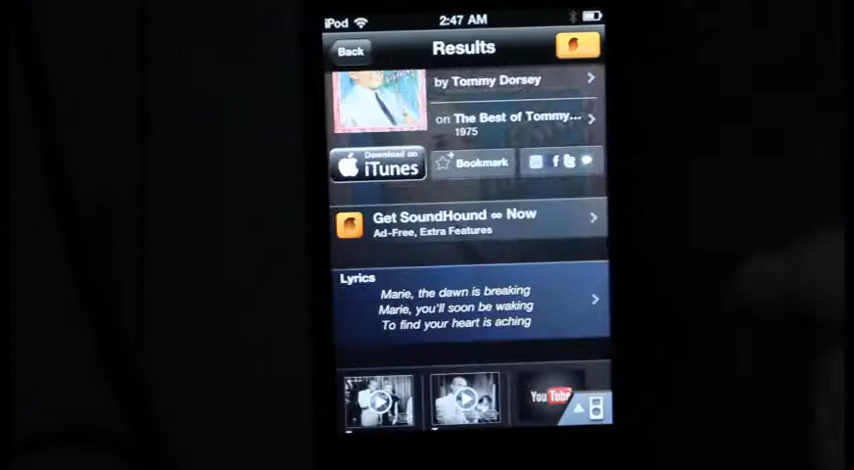 iPod 2:47 AM
Back Results
by Tommy Dorsey
on The Best of Tommy...
1975
Download on iTunes Bookmark f t
Get SoundHound ∞ Now
Ad-Free, Extra Features
Lyrics
Marie, the dawn is breaking
Marie, you'll soon be waking
To find your heart is aching
You Tube